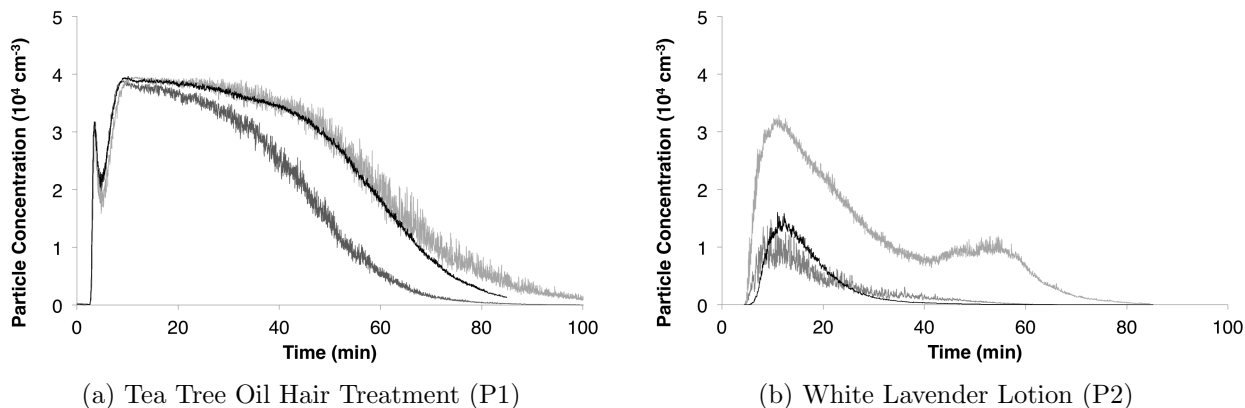 5
4
3
2
1
0
Particle Concentration (10⁴ cm⁻³)
0 20 40 60 80 100
Time (min)
(a) Tea Tree Oil Hair Treatment (P1)
5
4
3
2
1
0
Particle Concentration (10⁴ cm⁻³)
0 20 40 60 80 100
Time (min)
(b) White Lavender Lotion (P2)